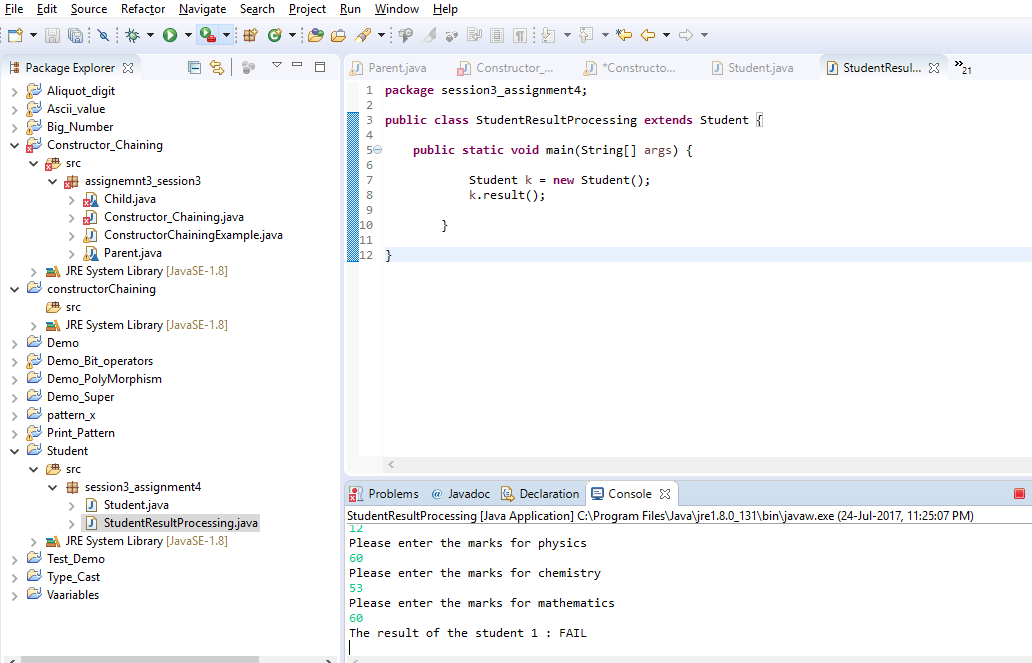 File Edit Source Refactor Navigate Search Project Run Window Help
Package Explorer
Aliquot_digit
Ascii_value
Big_Number
Constructor_Chaining
src
assignemnt3_session3
Child.java
Constructor_Chaining.java
ConstructorChainingExample.java
Parent.java
JRE System Library [JavaSE-1.8]
constructorChaining
src
JRE System Library [JavaSE-1.8]
Demo
Demo_Bit_operators
Demo_PolyMorphism
Demo_Super
pattern_x
Print_Pattern
Student
src
session3_assignment4
Student.java
StudentResultProcessing.java
JRE System Library [JavaSE-1.8]
Test_Demo
Type_Cast
Vaariables
Parent.java Constructor_... *Constructo... Student.java StudentResul... »21
1 package session3_assignment4;
2
3 public class StudentResultProcessing extends Student {
4
5 public static void main(String[] args) {
6
7 Student k = new Student();
8 k.result();
9
10 }
11
12 }
Problems @ Javadoc Declaration Console
StudentResultProcessing [Java Application] C:\Program Files\Java\jre1.8.0_131\bin\javaw.exe (24-Jul-2017, 11:25:07 PM)
12
Please enter the marks for physics
60
Please enter the marks for chemistry
53
Please enter the marks for mathematics
60
The result of the student 1 : FAIL